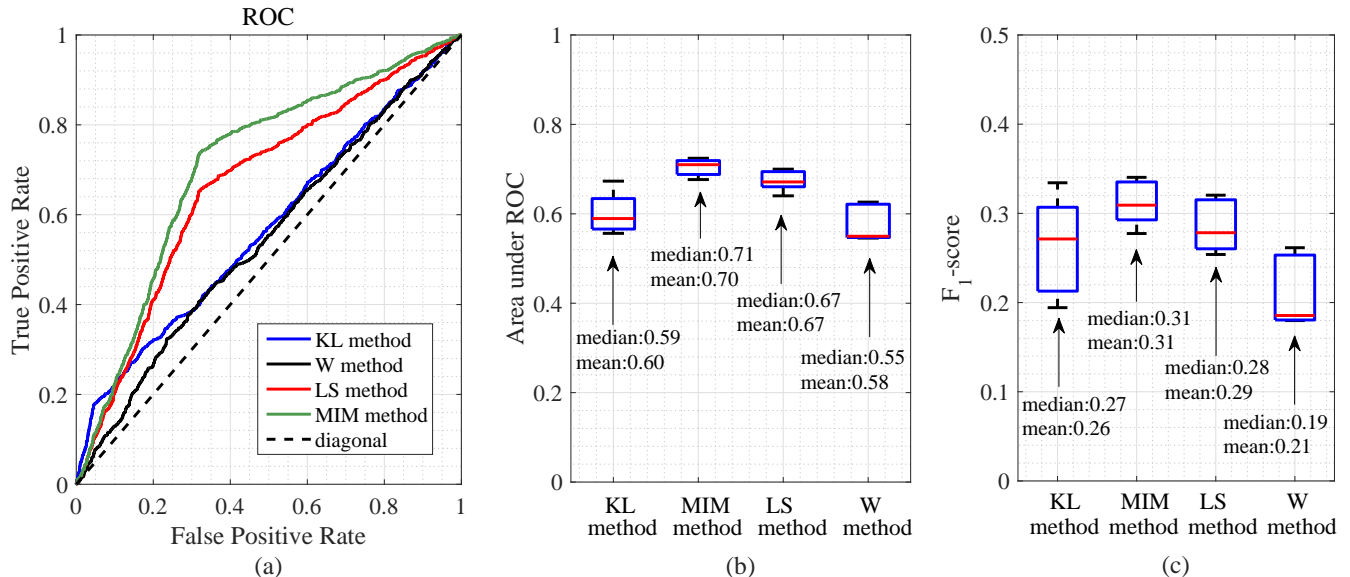 ROC
1
0.8
0.6
0.4
0.2
0
0
0.2
0.4
0.6
0.8
1
True Positive Rate
False Positive Rate
KL method
W method
LS method
MIM method
diagonal
(a)
1
0.8
0.6
0.4
0.2
0
Area under ROC
median:0.59
mean:0.60
median:0.71
mean:0.70
median:0.67
mean:0.67
median:0.55
mean:0.58
KL
method
MIM
method
LS
method
W
method
(b)
0.5
0.4
0.3
0.2
0.1
0
F1-score
median:0.27
mean:0.26
median:0.31
mean:0.31
median:0.28
mean:0.29
median:0.19
mean:0.21
KL
method
MIM
method
LS
method
W
method
(c)